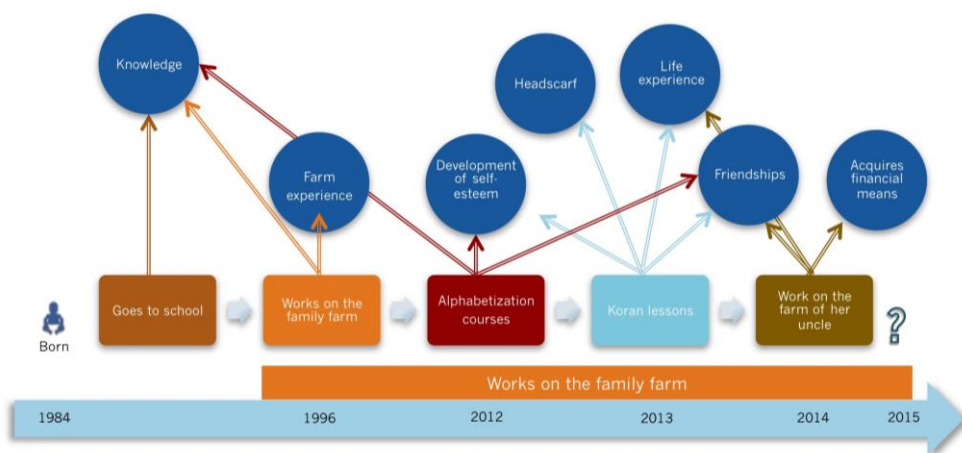 Knowledge
Headscarf
Life
experience
Farm
experience
Development
of self-
esteem
Friendships
Acquires
financial
means
Born
Goes to school
Works on the
family farm
Alphabetization
courses
Koran lessons
Work on the
farm of her
uncle
?
Works on the family farm
1984
1996
2012
2013
2014
2015